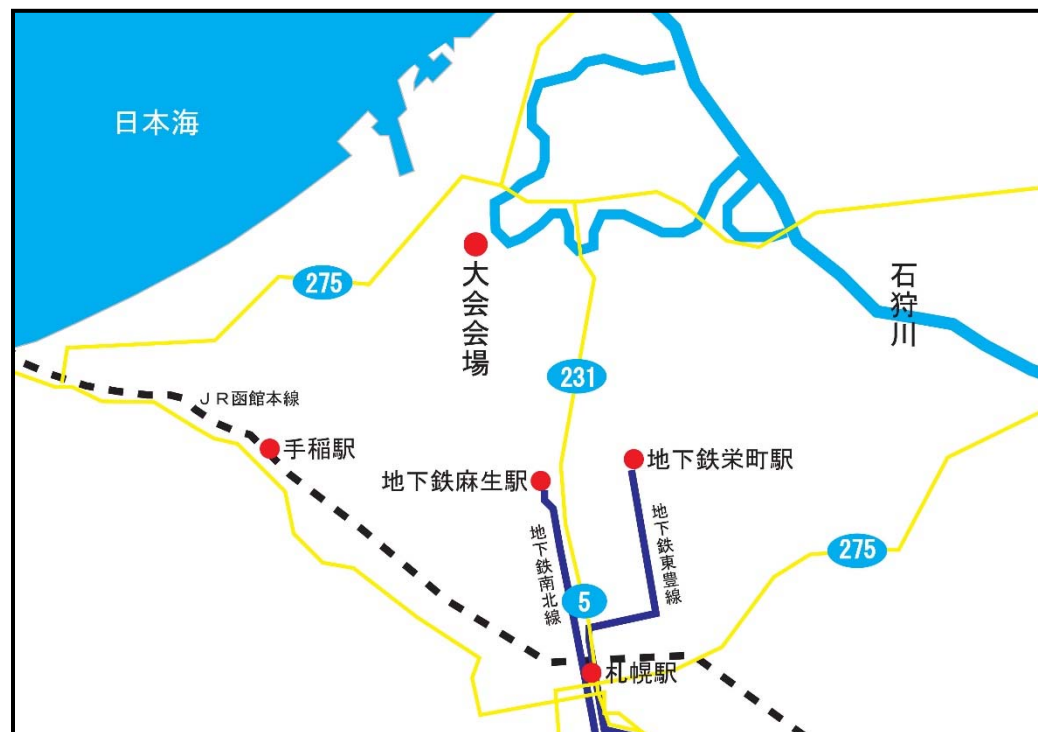 日本海
275
大会会場
石狩川
231
JR函館本線
手稲駅
地下鉄麻生駅
地下鉄栄町駅
地下鉄南北線
地下鉄東豊線
275
5
札幌駅